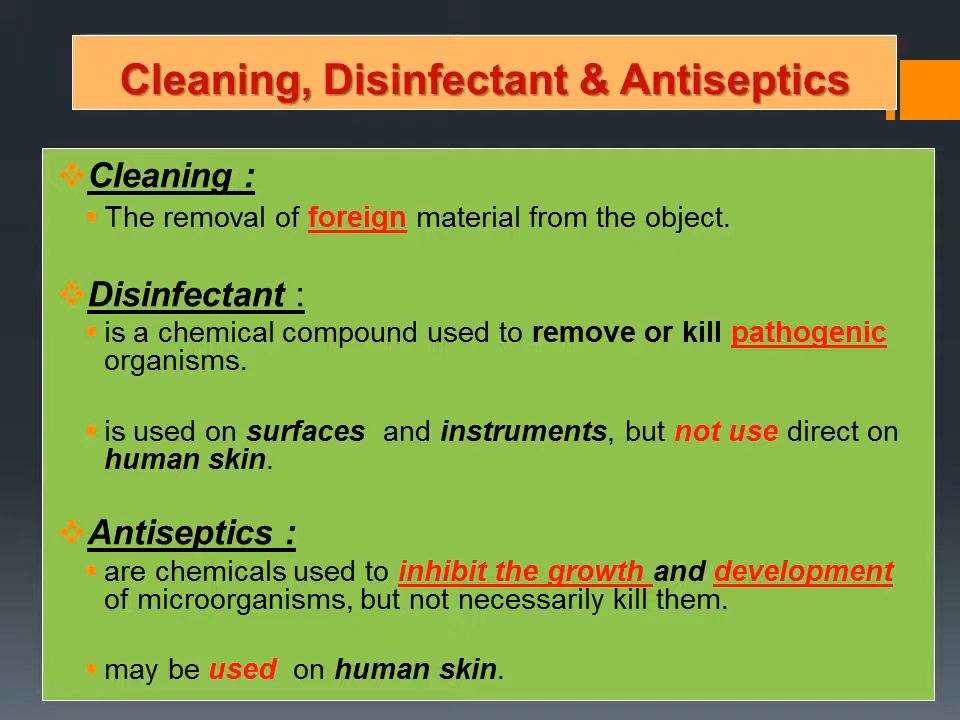 Cleaning, Disinfectant & Antiseptics
Cleaning :
The removal of foreign material from the object.
Disinfectant :
is a chemical compound used to remove or kill pathogenic
organisms.
is used on surfaces and instruments, but not use direct on
human skin.
Antiseptics :
are chemicals used to inhibit the growth and development
of microorganisms, but not necessarily kill them.
may be used on human skin.